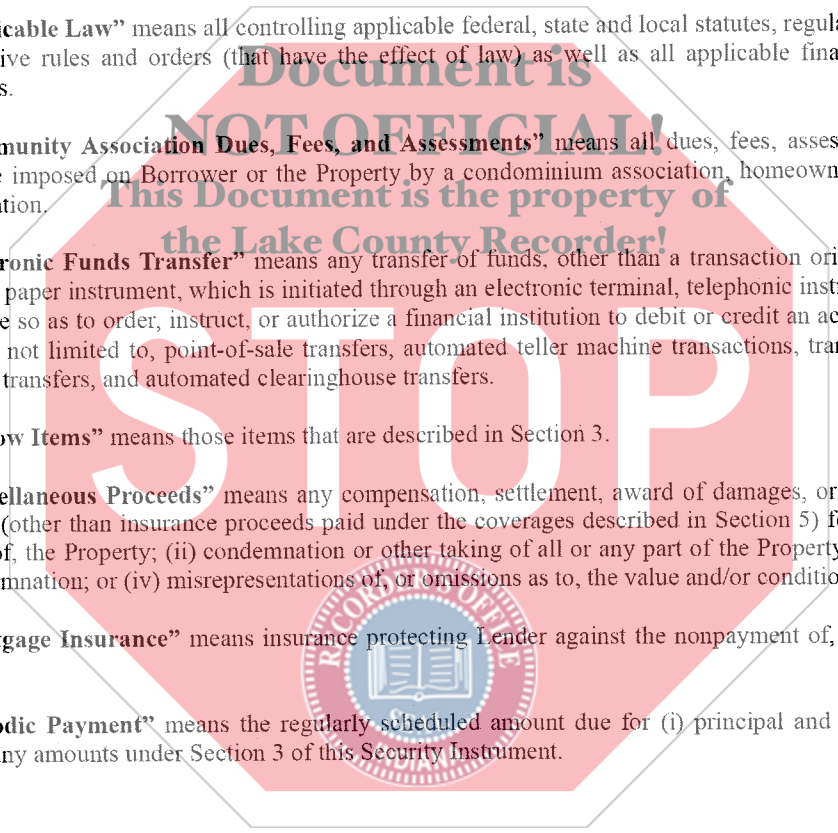 icable Law” means all controlling applicable federal, state and local statutes, regula
ive rules and orders (that have the effect of law) as well as all applicable fina
s.
Document is
NOT OFFICIAL!
This Document is the property of
the Lake County Recorder!
munity Association Dues, Fees, and Assessments” means all dues, fees, asses
e imposed on Borrower or the Property by a condominium association, homeown
ation.
ronic Funds Transfer” means any transfer of funds, other than a transaction ori
paper instrument, which is initiated through an electronic terminal, telephonic inst
e so as to order, instruct, or authorize a financial institution to debit or credit an ac
not limited to, point-of-sale transfers, automated teller machine transactions, tra
transfers, and automated clearinghouse transfers.
STOP
ow Items” means those items that are described in Section 3.
ellaneous Proceeds” means any compensation, settlement, award of damages, or
(other than insurance proceeds paid under the coverages described in Section 5) f
of, the Property; (ii) condemnation or other taking of all or any part of the Property
mnation; or (iv) misrepresentations of, or omissions as to, the value and/or conditio
RECORDER'S OFFICE
gage Insurance” means insurance protecting Lender against the nonpayment of,
odic Payment” means the regularly scheduled amount due for (i) principal and
ny amounts under Section 3 of this Security Instrument.